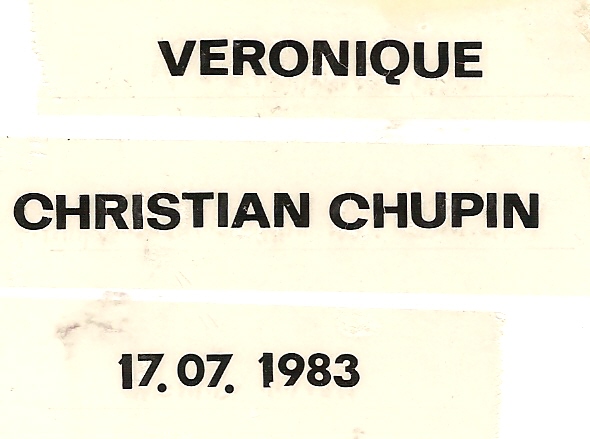 VERONIQUE
CHRISTIAN CHUPIN
17. 07. 1983